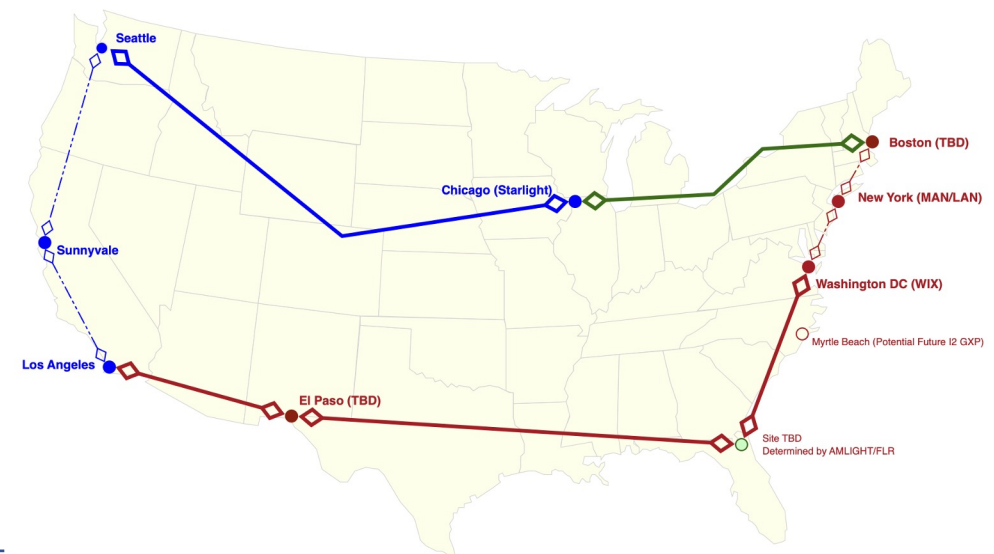 Seattle
Boston (TBD)
Chicago (Starlight)
New York (MAN/LAN)
Sunnyvale
Washington DC (WIX)
Myrtle Beach (Potential Future I2 GXP)
Los Angeles
El Paso (TBD)
Site TBD
Determined by AMLIGHT/FLR